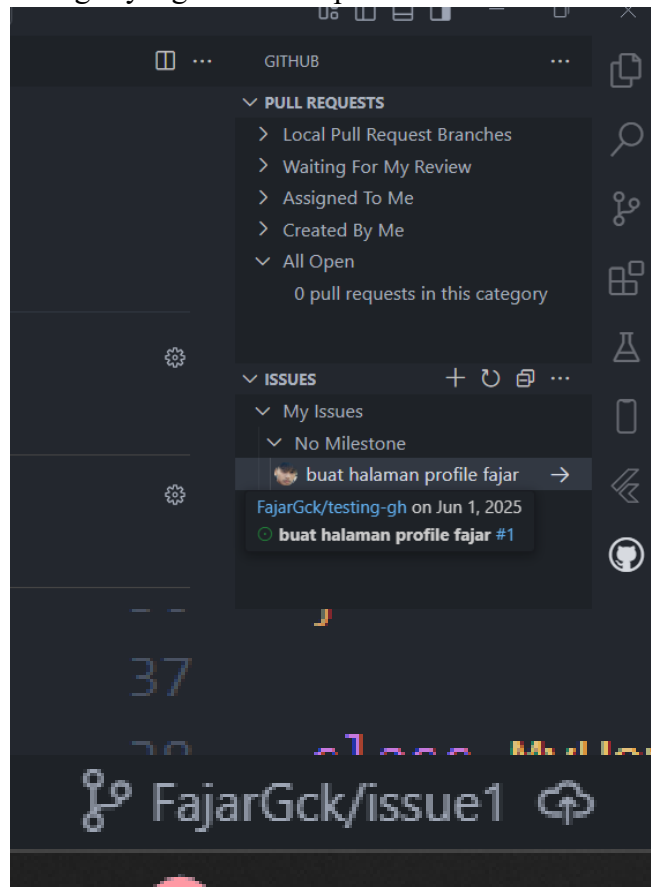 GITHUB
PULL REQUESTS
Local Pull Request Branches
Waiting For My Review
Assigned To Me
Created By Me
All Open
0 pull requests in this category
ISSUES
My Issues
No Milestone
buat halaman profile fajar
FajarGck/testing-gh on Jun 1, 2025
buat halaman profile fajar #1
}
37
class
FajarGck/issue1